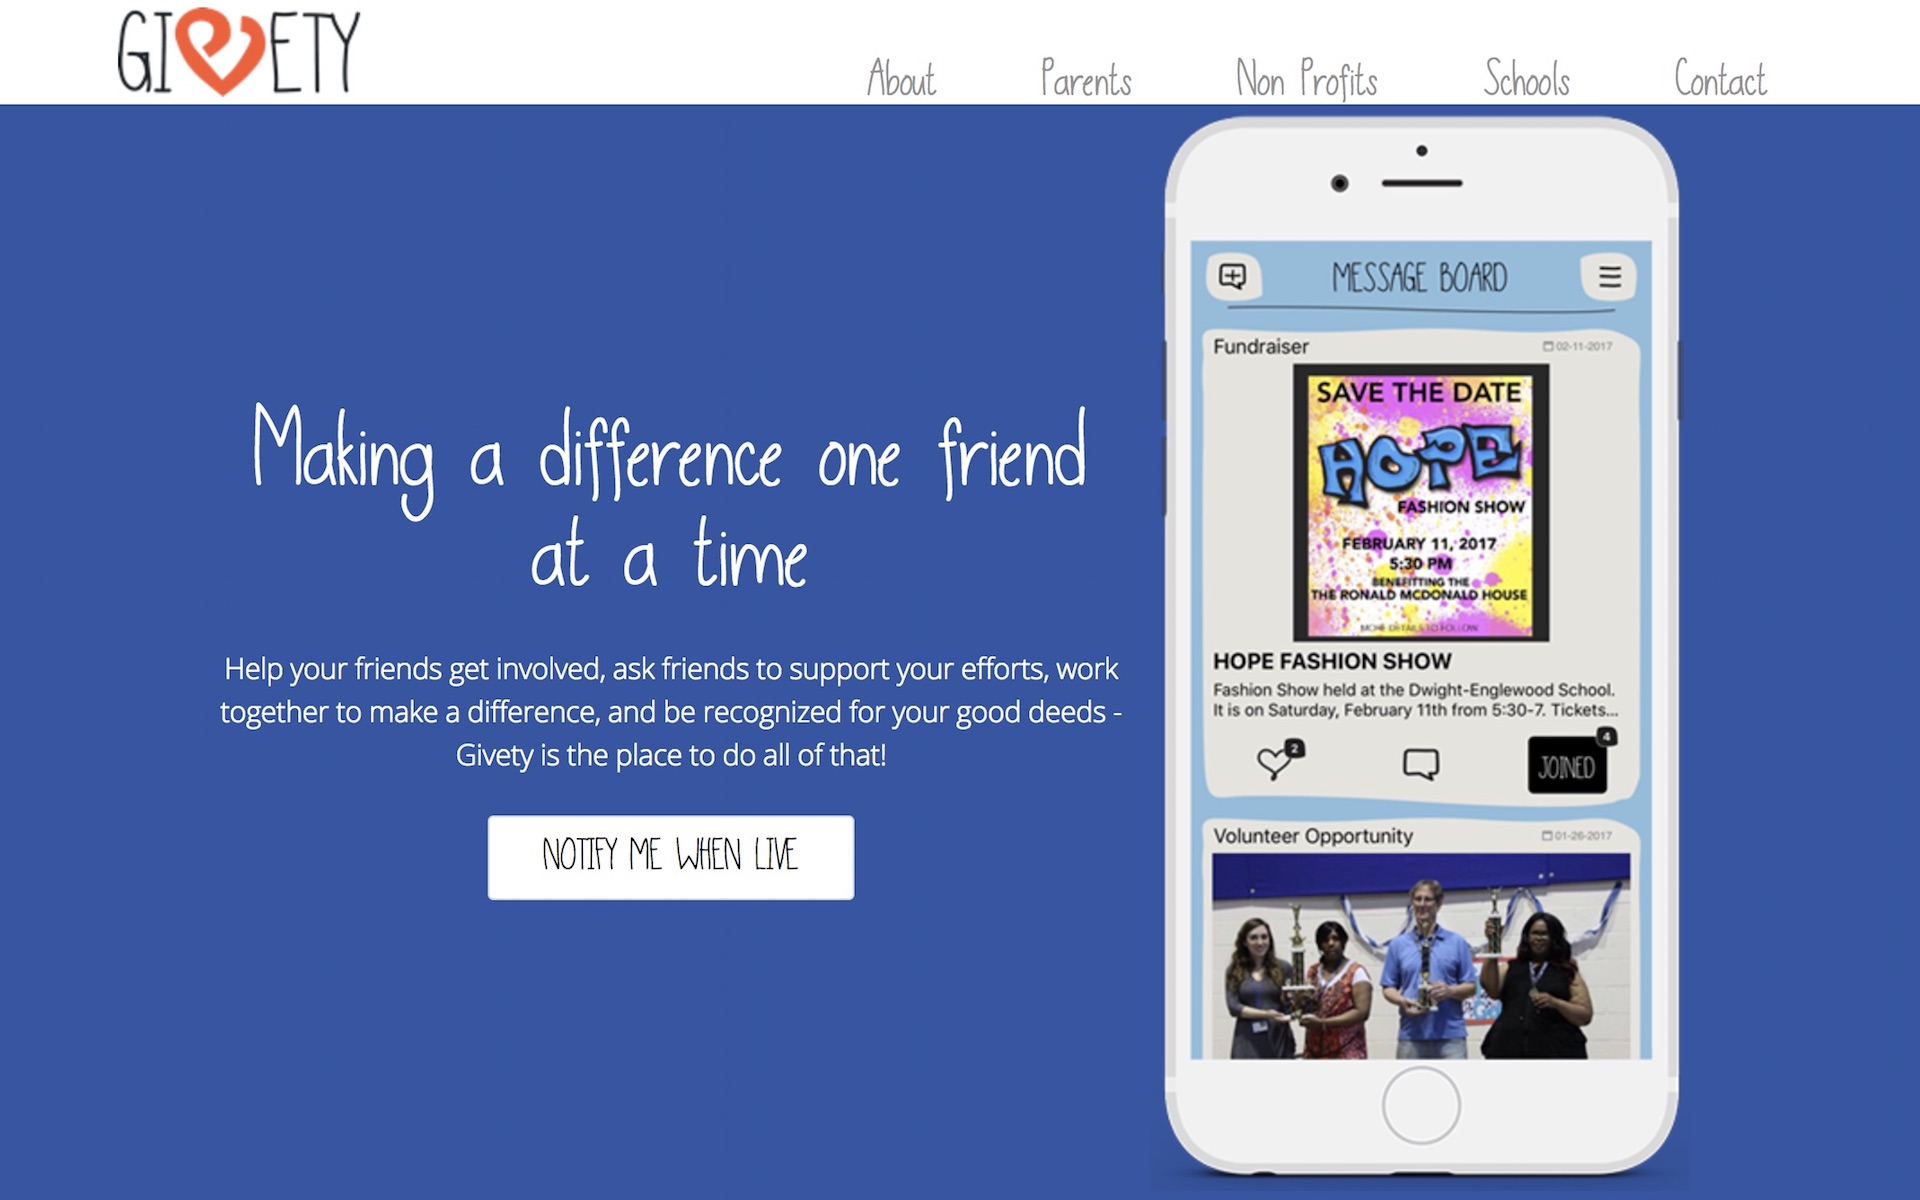 GIVETY
About Parents Non Profits Schools Contact
Making a difference one friend
at a time
Help your friends get involved, ask friends to support your efforts, work
together to make a difference, and be recognized for your good deeds -
Givety is the place to do all of that!
NOTIFY ME WHEN LIVE
MESSAGE BOARD
Fundraiser 02-11-2017
SAVE THE DATE
HOPE
FASHION SHOW
FEBRUARY 11, 2017
5:30 PM
BENEFITTING THE
THE RONALD MCDONALD HOUSE
MORE DETAILS TO FOLLOW
HOPE FASHION SHOW
Fashion Show held at the Dwight-Englewood School.
It is on Saturday, February 11th from 5:30-7. Tickets...
2
4
JOINED
Volunteer Opportunity 01-26-2017